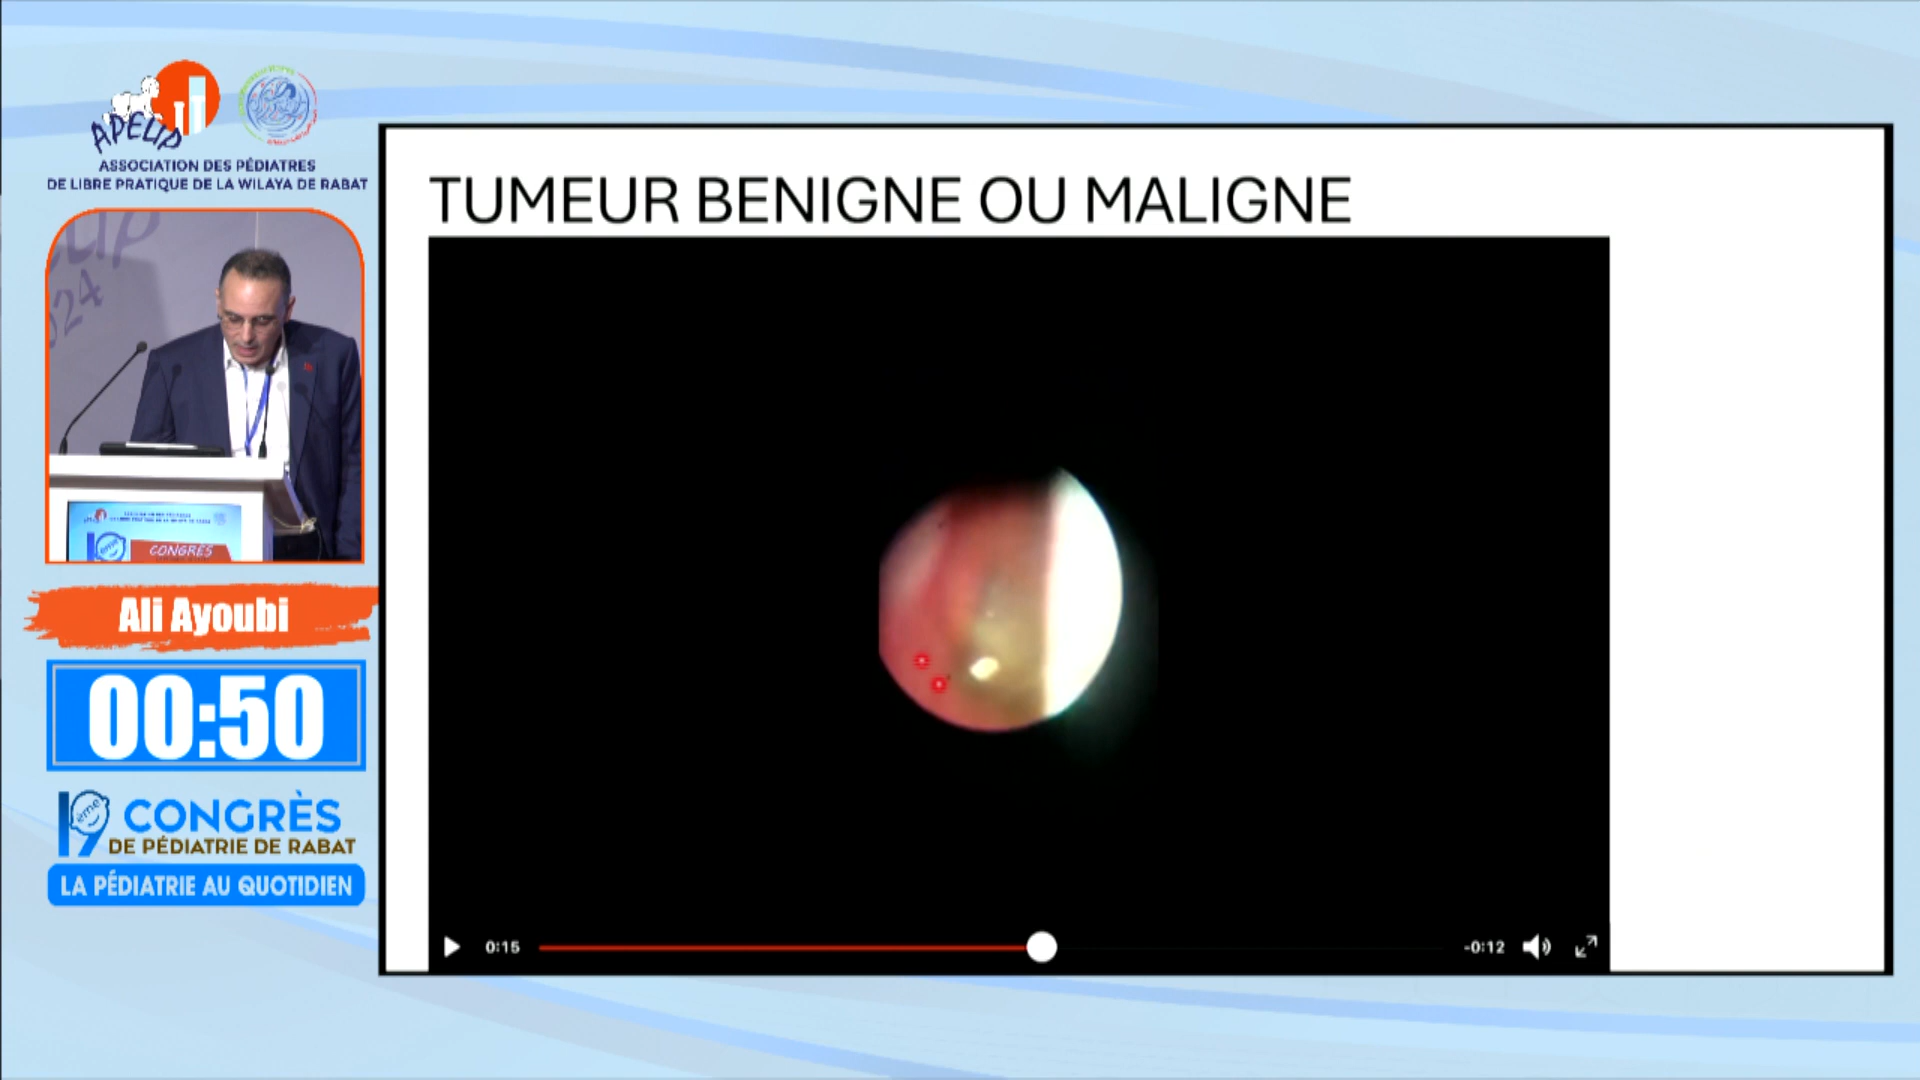 APELIP
ASSOCIATION DES PÉDIATRES
DE LIBRE PRATIQUE DE LA WILAYA DE RABAT
2024
CONGRÈS
Ali Ayoubi
00:50
19ème CONGRÈS
DE PÉDIATRIE DE RABAT
LA PÉDIATRIE AU QUOTIDIEN
TUMEUR BENIGNE OU MALIGNE
0:15
-0:12